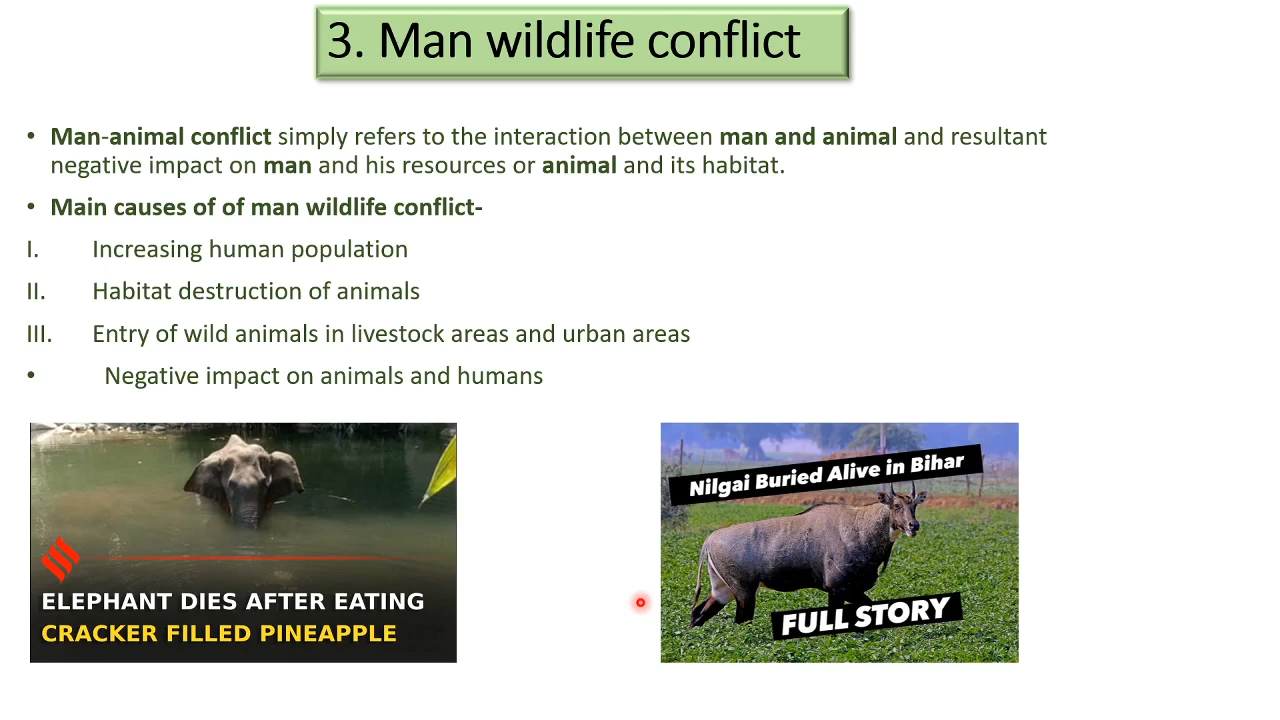 3. Man wildlife conflict
• Man-animal conflict simply refers to the interaction between man and animal and resultant
negative impact on man and his resources or animal and its habitat.
• Main causes of of man wildlife conflict-
I. Increasing human population
II. Habitat destruction of animals
III. Entry of wild animals in livestock areas and urban areas
• Negative impact on animals and humans
ELEPHANT DIES AFTER EATING
CRACKER FILLED PINEAPPLE
Nilgai Buried Alive in Bihar
FULL STORY